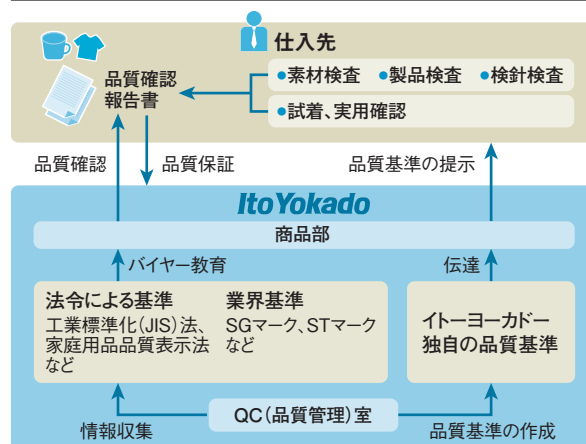 仕入先
品質確認
報告書
●素材検査 ●製品検査 ●検針検査
●試着、実用確認
品質確認
品質保証
品質基準の提示
ItoYokado
商品部
バイヤー教育
伝達
法令による基準
工業標準化(JIS)法、
家庭用品品質表示法
など
業界基準
SGマーク、STマーク
など
イトーヨーカドー
独自の品質基準
QC(品質管理)室
情報収集
品質基準の作成